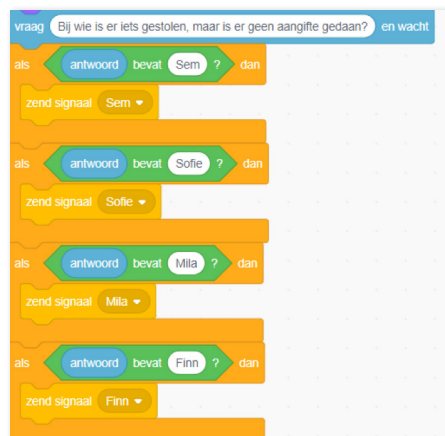 vraag Bij wie is er iets gestolen, maar is er geen aangifte gedaan? en wacht
als antwoord bevat Sem ? dan
zend signaal Sem
als antwoord bevat Sofie ? dan
zend signaal Sofie
als antwoord bevat Mila ? dan
zend signaal Mila
als antwoord bevat Finn ? dan
zend signaal Finn